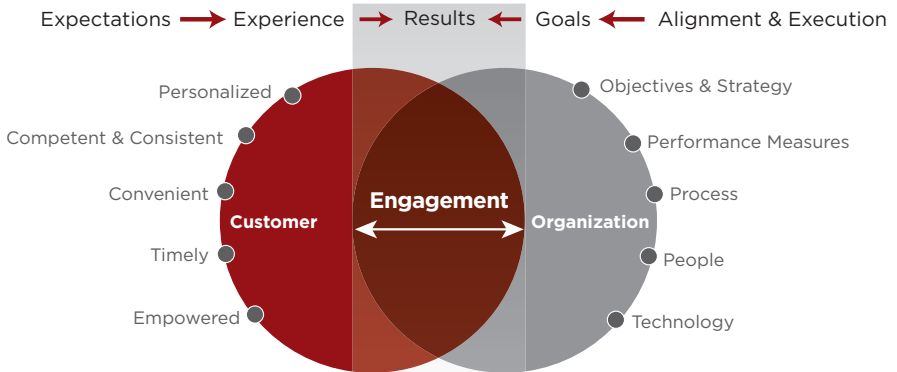 Expectations Experience Results Goals Alignment & Execution
Personalized
Objectives & Strategy
Competent & Consistent
Performance Measures
Convenient
Process
Engagement
Customer
Organization
Timely
People
Empowered
Technology